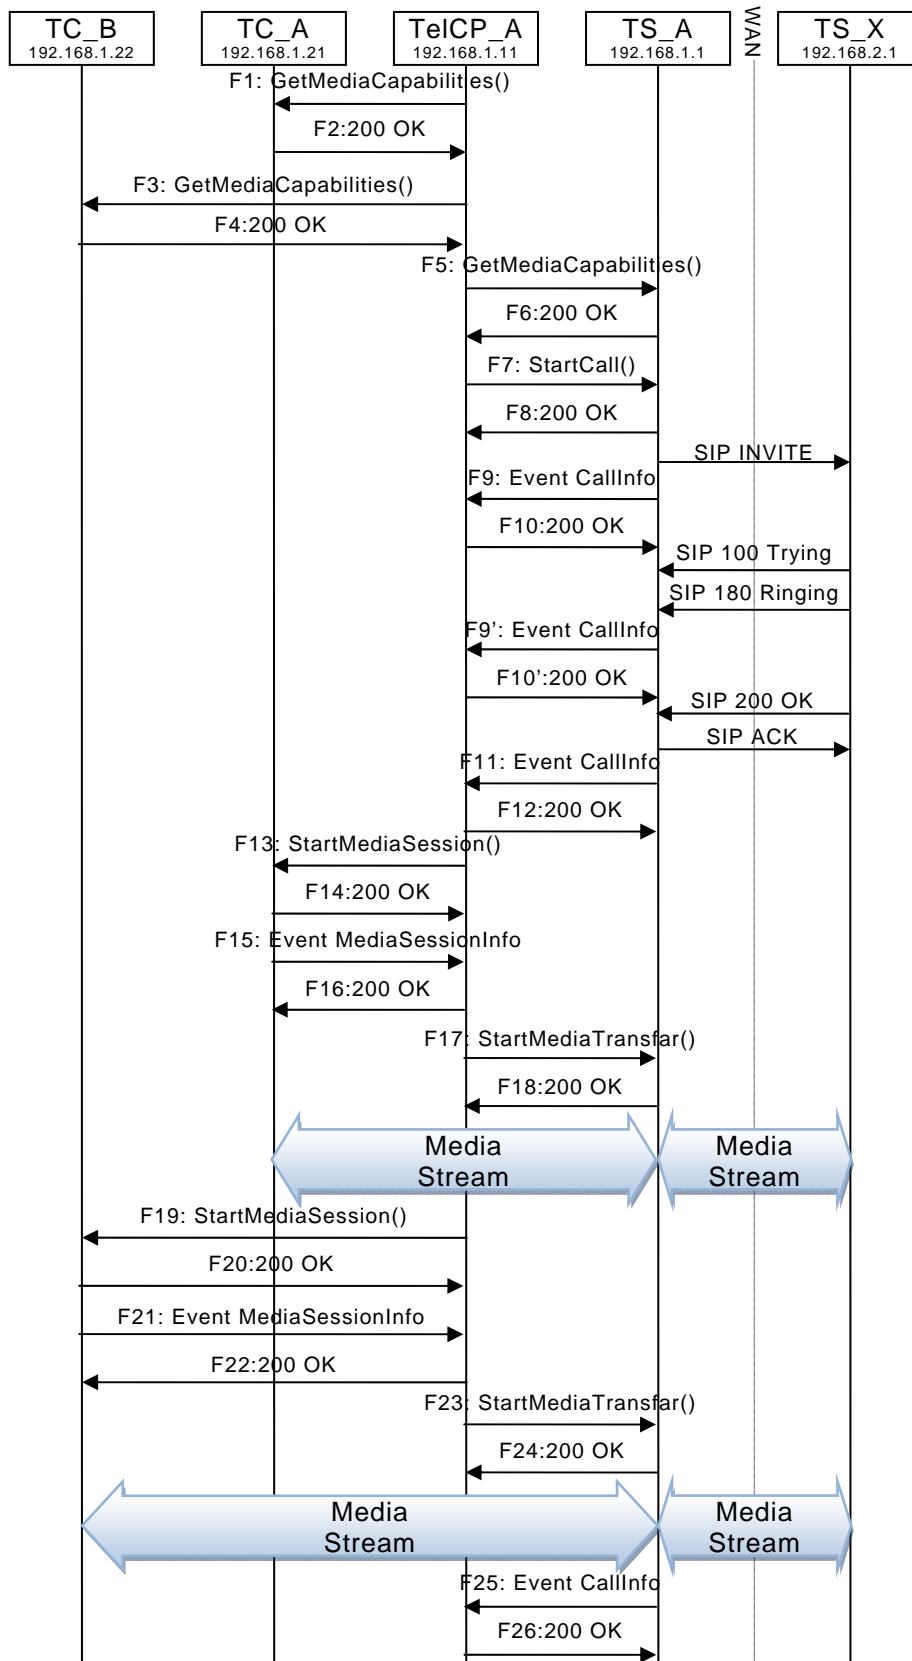 TC_B
192.168.1.22
TC_A
192.168.1.21
TelCP_A
192.168.1.11
TS_A
192.168.1.1
WAN
TS_X
192.168.2.1
F1: GetMediaCapabilities()
F2:200 OK
F3: GetMediaCapabilities()
F4:200 OK
F5: GetMediaCapabilities()
F6:200 OK
F7: StartCall()
F8:200 OK
SIP INVITE
F9: Event CallInfo
F10:200 OK
SIP 100 Trying
SIP 180 Ringing
F9’: Event CallInfo
F10’:200 OK
SIP 200 OK
SIP ACK
F11: Event CallInfo
F12:200 OK
F13: StartMediaSession()
F14:200 OK
F15: Event MediaSessionInfo
F16:200 OK
F17: StartMediaTransfar()
F18:200 OK
Media
Stream
Media
Stream
F19: StartMediaSession()
F20:200 OK
F21: Event MediaSessionInfo
F22:200 OK
F23: StartMediaTransfar()
F24:200 OK
Media
Stream
Media
Stream
F25: Event CallInfo
F26:200 OK